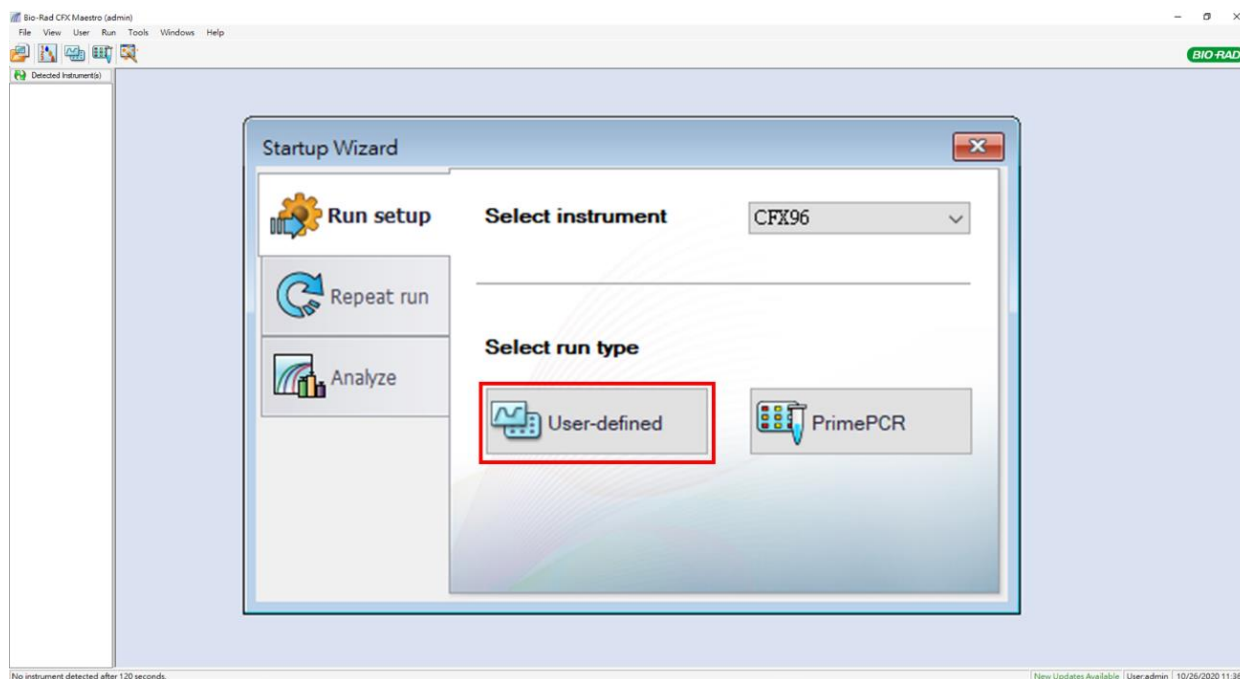 Bio-Rad CFX Maestro (admin)
File View User Run Tools Windows Help
BIO-RAD
Detected Instrument(s)
Startup Wizard
Run setup
Select instrument
CFX96
Repeat run
Select run type
Analyze
User-defined
PrimePCR
No instrument detected after 120 seconds.
New Updates Available User:admin 10/26/2020 11:38